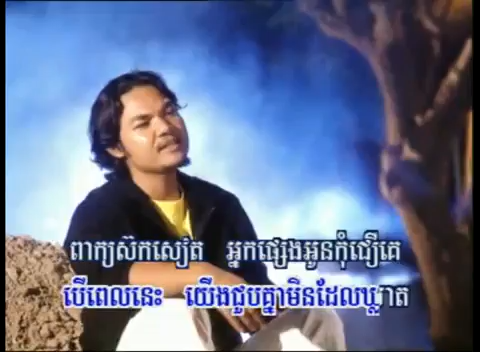 ពាក្យស៊កសៀត អ្នកផ្សេងអូនកុំជឿគេ
បើពេលនេះ យើងជួបគ្នាមិនដែលឃ្លាត